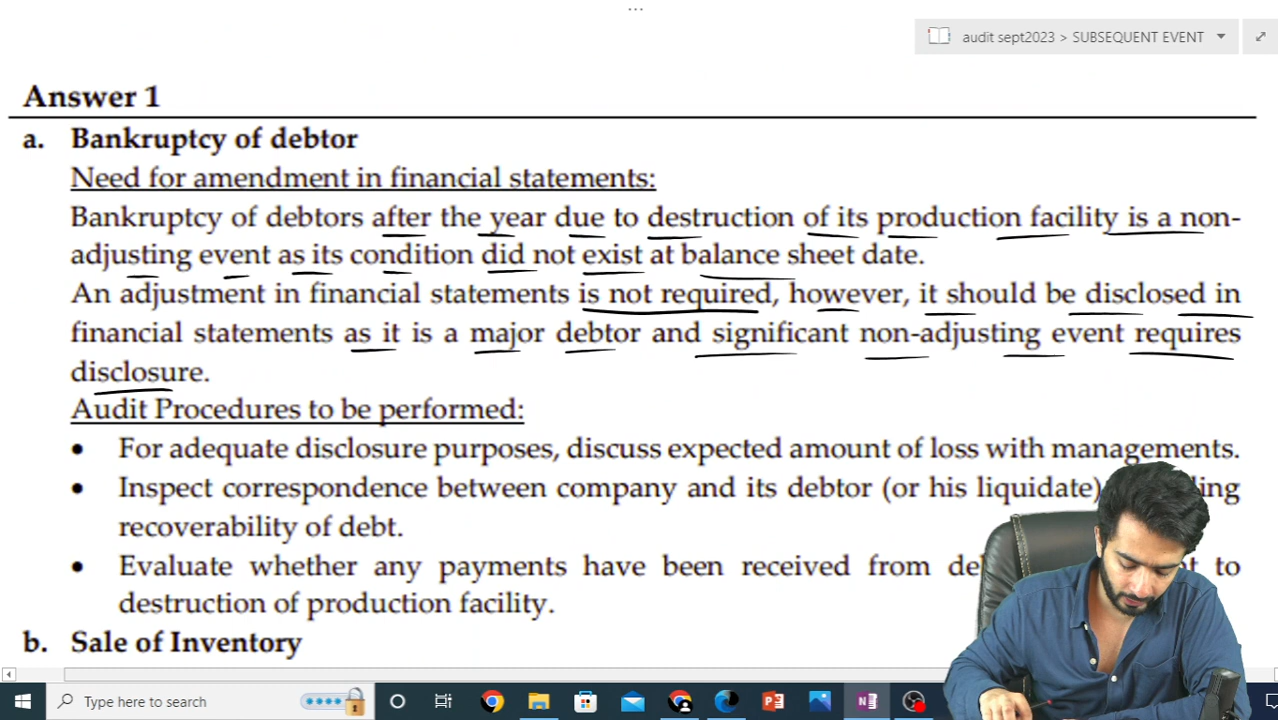 audit sept2023 > SUBSEQUENT EVENT
Answer 1
a. Bankruptcy of debtor
Need for amendment in financial statements:
Bankruptcy of debtors after the year due to destruction of its production facility is a non-
adjusting event as its condition did not exist at balance sheet date.
An adjustment in financial statements is not required, however, it should be disclosed in
financial statements as it is a major debtor and significant non-adjusting event requires
disclosure.
Audit Procedures to be performed:
• For adequate disclosure purposes, discuss expected amount of loss with managements.
• Inspect correspondence between company and its debtor (or his liquidate)
recoverability of debt.
• Evaluate whether any payments have been received from to
destruction of production facility.
b. Sale of Inventory
Type here to search